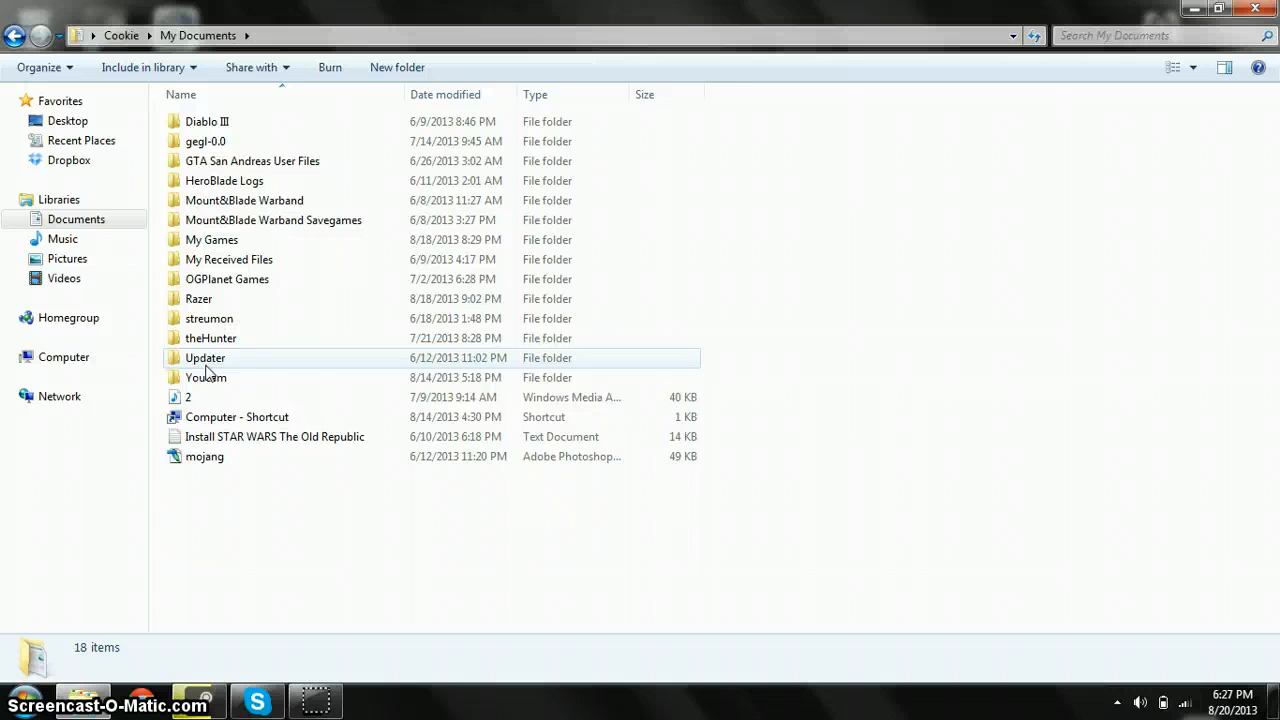 Cookie My Documents Search My Documents
Organize Include in library Share with Burn New folder
Name Date modified Type Size
Favorites
Desktop
Recent Places
Dropbox
Libraries
Documents
Music
Pictures
Videos
Homegroup
Computer
Network
Diablo III 6/9/2013 8:46 PM File folder
gegl-0.0 7/14/2013 9:45 AM File folder
GTA San Andreas User Files 6/26/2013 3:02 AM File folder
HeroBlade Logs 6/11/2013 2:01 AM File folder
Mount&Blade Warband 6/8/2013 11:27 AM File folder
Mount&Blade Warband Savegames 6/8/2013 3:27 PM File folder
My Games 8/18/2013 8:29 PM File folder
My Received Files 6/9/2013 4:17 PM File folder
OGPlanet Games 7/2/2013 6:28 PM File folder
Razer 8/18/2013 9:02 PM File folder
streumon 6/18/2013 1:48 PM File folder
theHunter 7/21/2013 8:28 PM File folder
Updater 6/12/2013 11:02 PM File folder
YouCam 8/14/2013 5:18 PM File folder
2 7/9/2013 9:14 AM Windows Media A... 40 KB
Computer - Shortcut 8/14/2013 4:30 PM Shortcut 1 KB
Install STAR WARS The Old Republic 6/10/2013 6:18 PM Text Document 14 KB
mojang 6/12/2013 11:20 PM Adobe Photoshop... 49 KB
18 items
Screencast-O-Matic.com
6:27 PM
8/20/2013